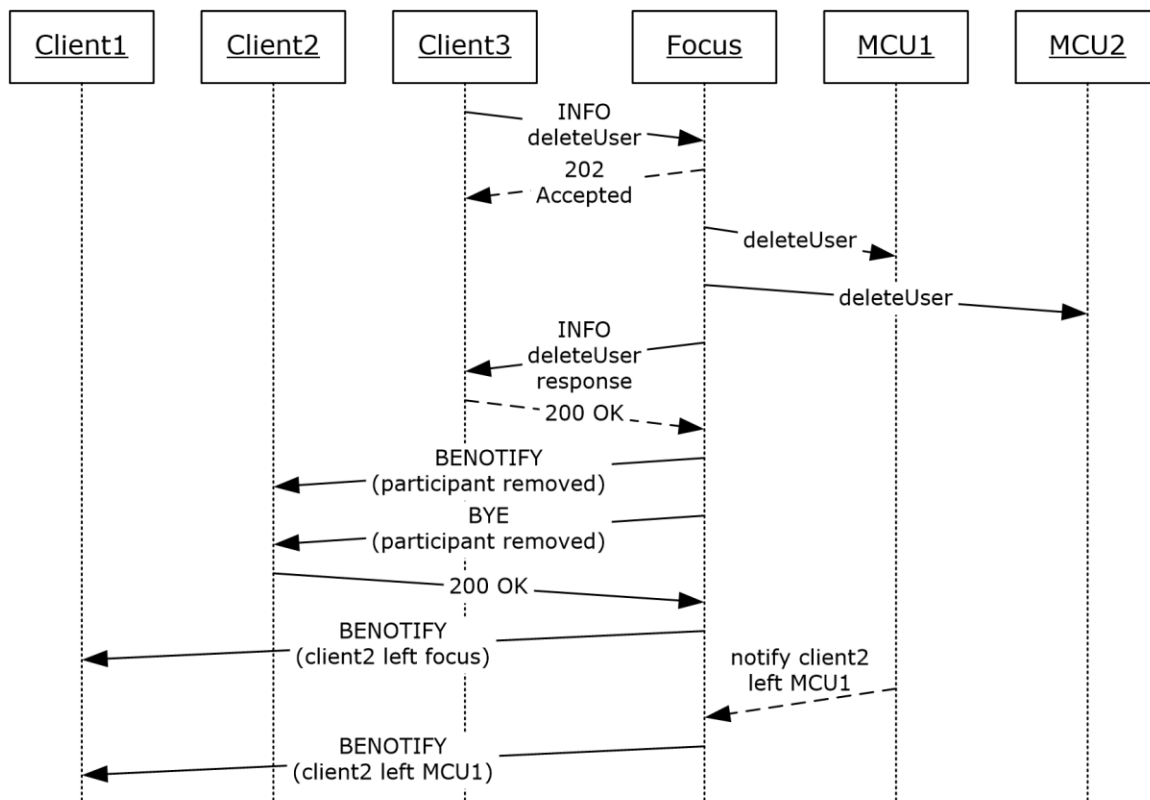 Client1
Client2
Client3
Focus
MCU1
MCU2
INFO
deleteUser
202
Accepted
deleteUser
deleteUser
INFO
deleteUser
response
200 OK
BENOTIFY
(participant removed)
BYE
(participant removed)
200 OK
BENOTIFY
(client2 left focus)
notify client2
left MCU1
BENOTIFY
(client2 left MCU1)